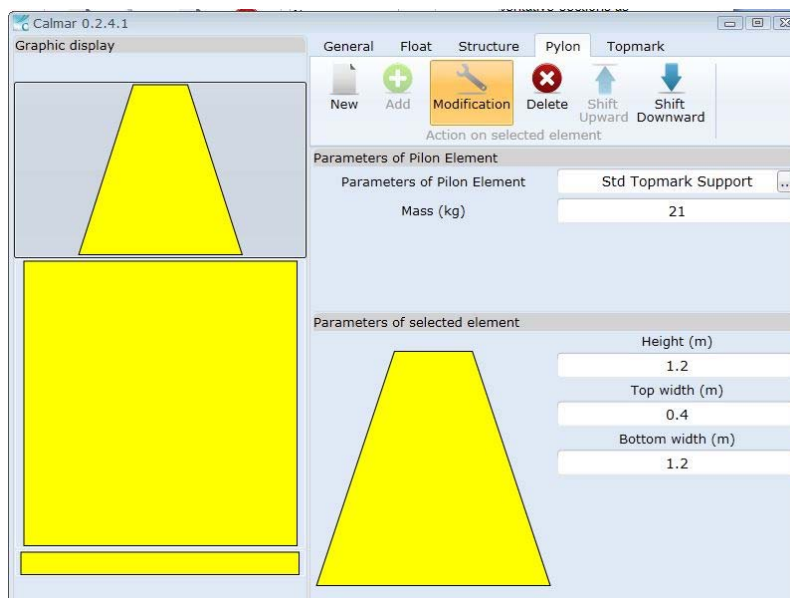 Calmar 0.2.4.1
Graphic display
General Float Structure Pylon Topmark
New Add Modification Delete Shift Upward Shift Downward
Action on selected element
Parameters of Pilon Element
Parameters of Pilon Element Std Topmark Support ...
Mass (kg) 21
Parameters of selected element
Height (m)
1.2
Top width (m)
0.4
Bottom width (m)
1.2